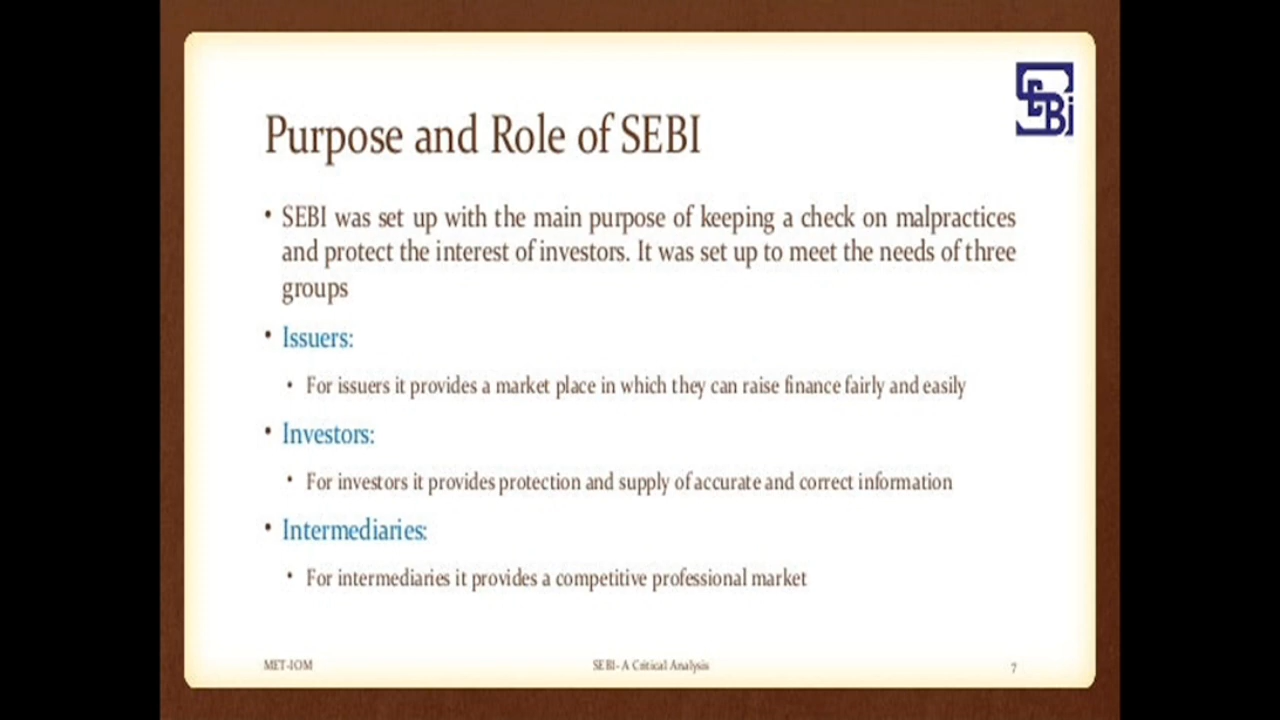 SEBi
Purpose and Role of SEBI
• SEBI was set up with the main purpose of keeping a check on malpractices
and protect the interest of investors. It was set up to meet the needs of three
groups
• Issuers:
• For issuers it provides a market place in which they can raise finance fairly and easily
• Investors:
• For investors it provides protection and supply of accurate and correct information
• Intermediaries:
• For intermediaries it provides a competitive professional market
MET-IOM
SEBI- A Critical Analysis
7